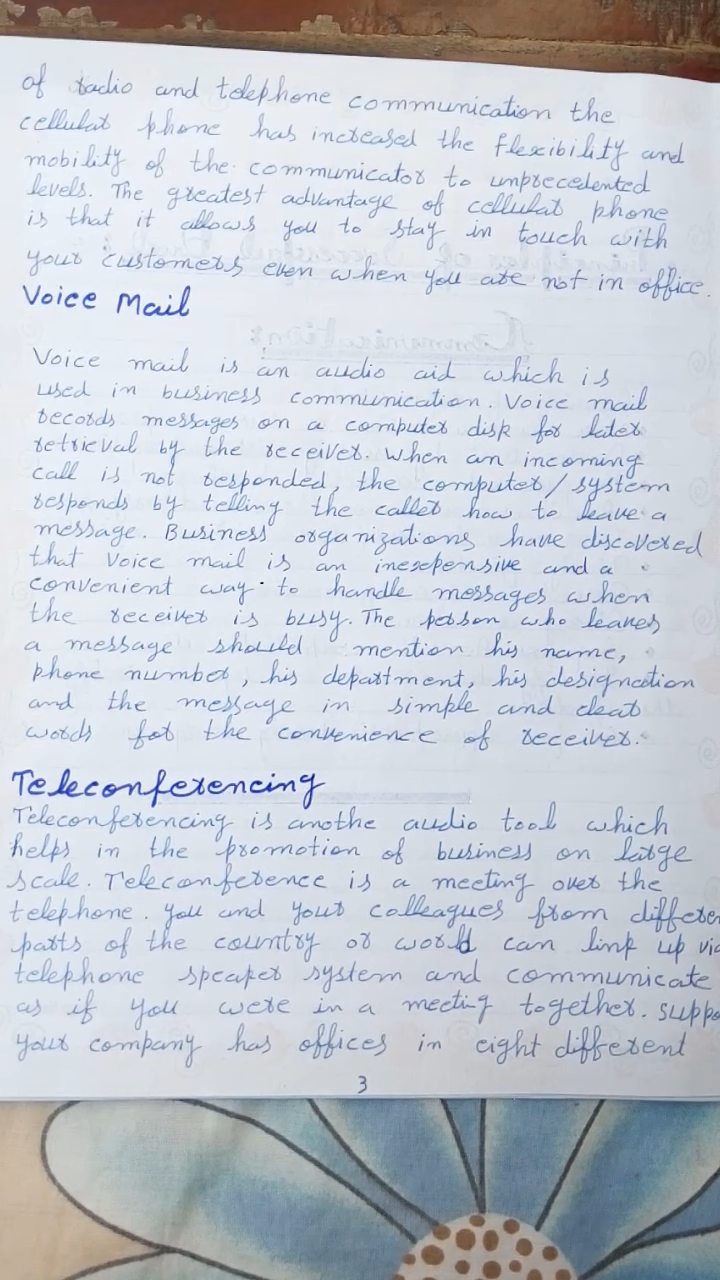 of radio and telephone communication the
cellular phone has increased the flexibility and
mobility of the communicator to unprecedented
levels. The greatest advantage of cellular phone
is that it allows you to stay in touch with
your customers even when you are not in office.
Voice Mail
Voice mail is an audio aid which is
used in business communication. Voice mail
records messages on a computer disk for later
retrieval by the receiver. When an incoming
call is not responded, the computer/system
responds by telling the caller how to leave a
message. Business organizations have discovered
that Voice mail is an inexepensive and a
convenient way to handle messages when
the receiver is busy. The person who leaves
a message should mention his name,
phone number, his department, his designation
and the message in simple and clear
words for the convenience of receiver.
Teleconferencing
Teleconferencing is anothe audio tool which
helps in the promotion of business on large
scale. Teleconference is a meeting over the
telephone. You and your colleagues from differen
parts of the country or world can link up via
telephone speaper system and communicate
as if you were in a meeting together. suppo
your company has offices in eight different
3